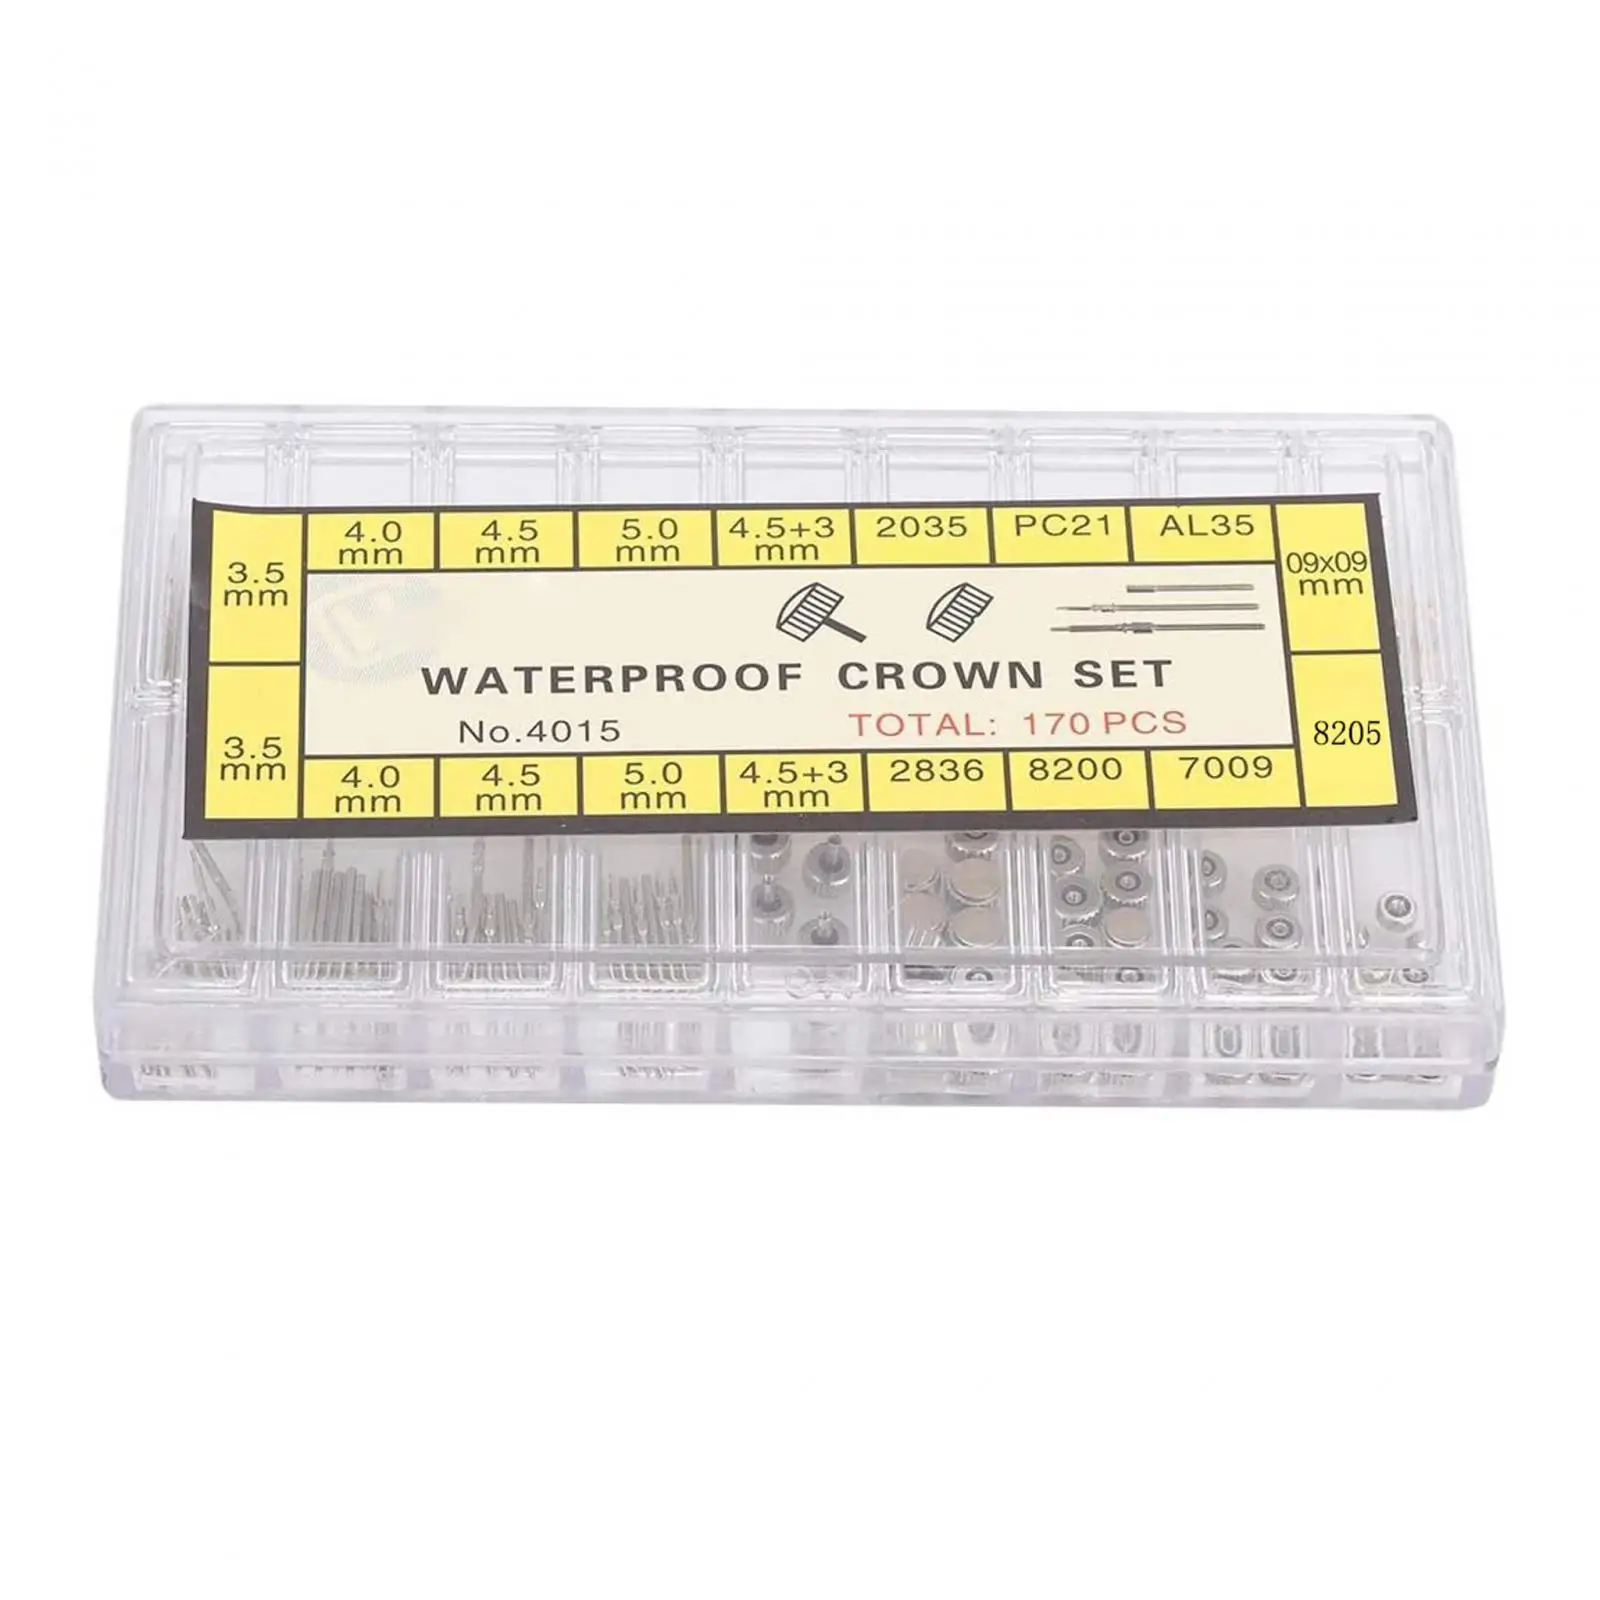 3.5
mm
4.0
mm
4.5
mm
5.0
mm
4.5+3
mm
2035
PC21
AL35
09x09
mm
WATERPROOF CROWN SET
No.4015
TOTAL: 170 PCS
3.5
mm
4.0
mm
4.5
mm
5.0
mm
4.5+3
mm
2836
8200
7009
8205